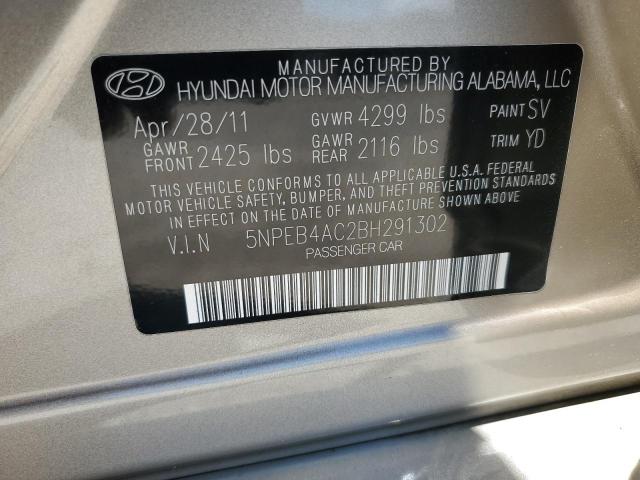 MANUFACTURED BY
HYUNDAI MOTOR MANUFACTURING ALABAMA, LLC
Apr/28/11 GVWR 4299 lbs PAINT SV
GAWR FRONT 2425 lbs GAWR REAR 2116 lbs TRIM YD
THIS VEHICLE CONFORMS TO ALL APPLICABLE U.S.A. FEDERAL
MOTOR VEHICLE SAFETY, BUMPER, AND THEFT PREVENTION STANDARDS
IN EFFECT ON THE DATE OF MANUFACTURE SHOWN ABOVE.
V.I.N 5NPEB4AC2BH291302
PASSENGER CAR